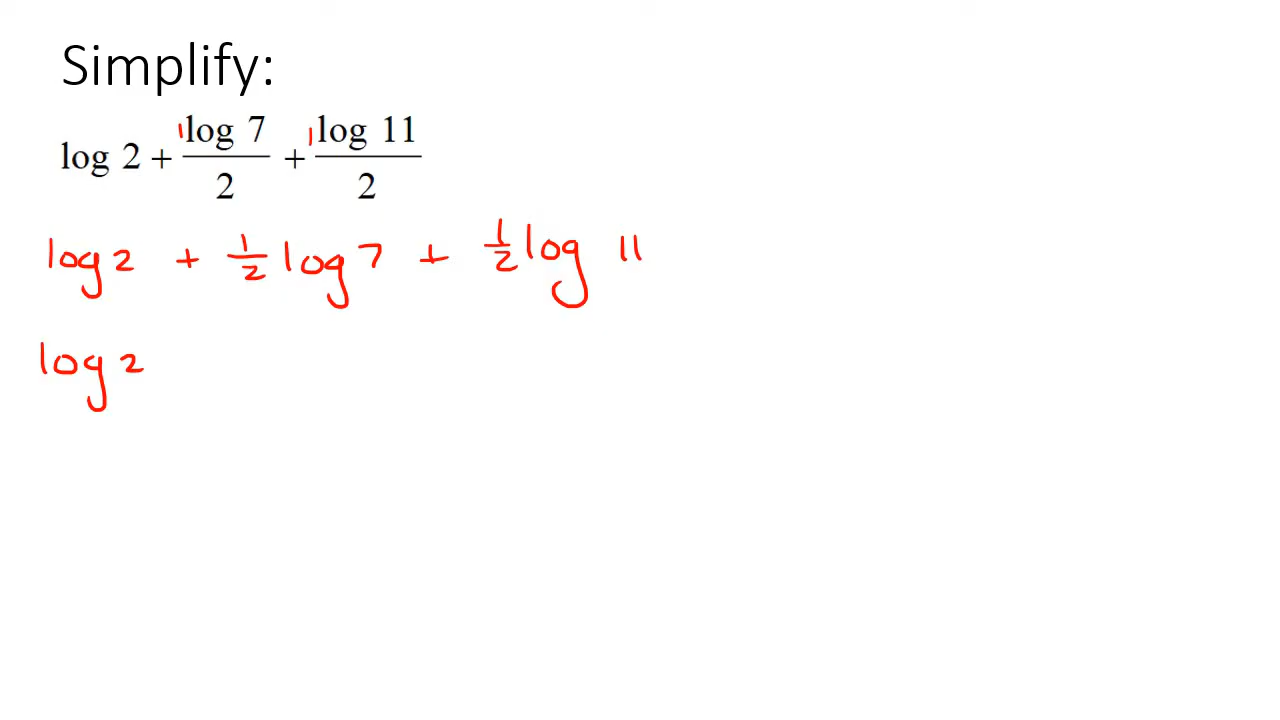 Simplify:
log 2 + 1log 7/2 + 1log 11/2
log 2 + 1/2 log 7 + 1/2 log 11
log 2